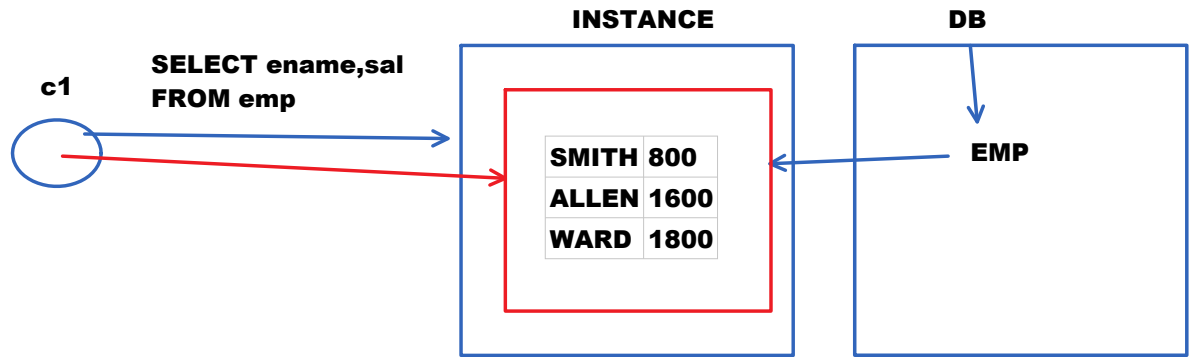 INSTANCE
DB
SELECT ename,sal
FROM emp
c1
SMITH 800
ALLEN 1600
WARD 1800
EMP